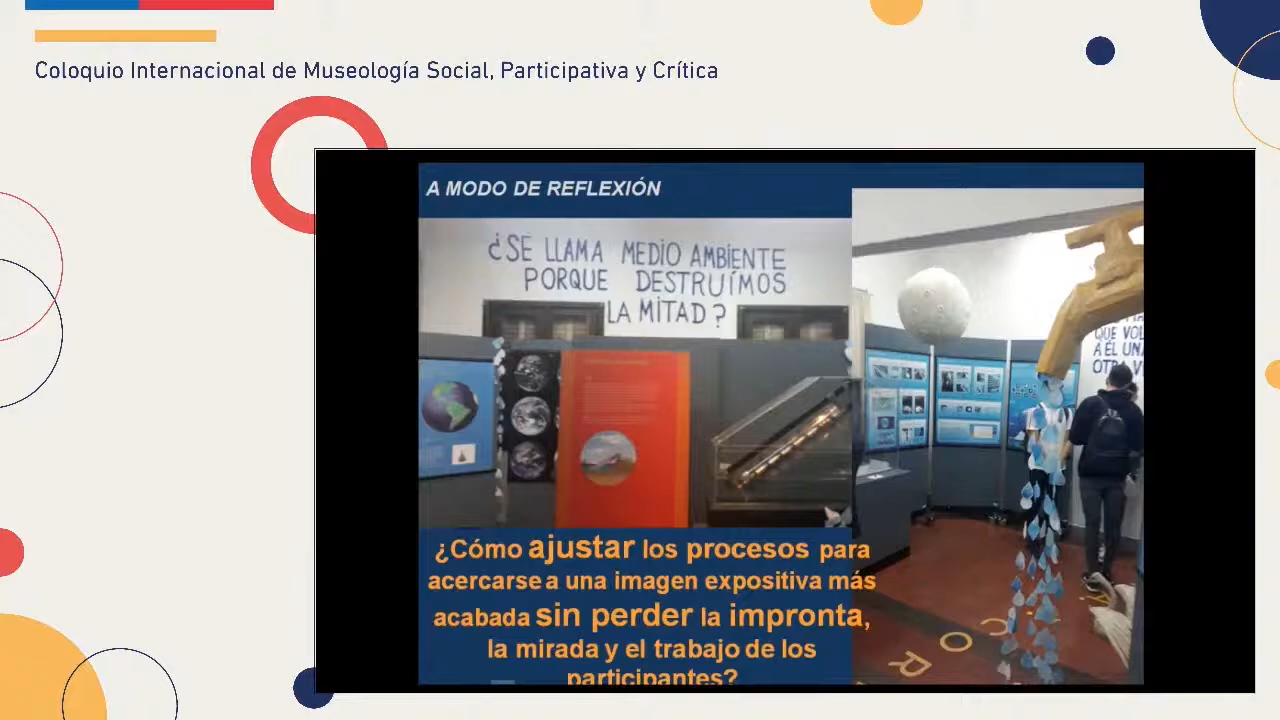 Coloquio Internacional de Museología Social, Participativa y Crítica
A MODO DE REFLEXIÓN
¿SE LLAMA MEDIO AMBIENTE
PORQUE DESTRUÍMOS
LA MITAD?
QUE VOL
A ÉL UN
OTRA V
¿Cómo ajustar los procesos para
acercarse a una imagen expositiva más
acabada sin perder la impronta,
la mirada y el trabajo de los
participantes?